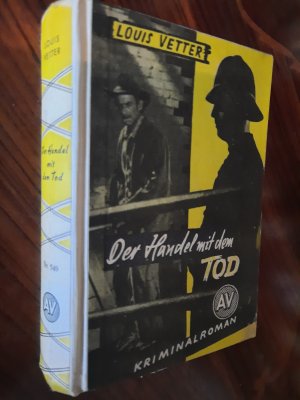 LOUIS
VETTER
Der Handel
mit
dem Tod
AV
LOUIS VETTER
Der Handel mit dem
TOD
AV
KRIMINALROMAN